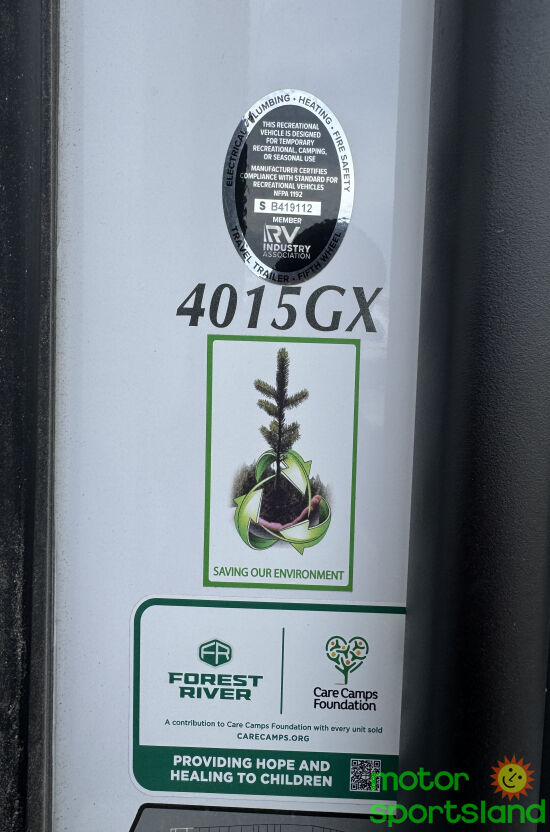 ELECTRICAL • PLUMBING • HEATING • FIRE SAFETY
THIS RECREATIONAL
VEHICLE IS DESIGNED
FOR TEMPORARY
RECREATIONAL, CAMPING,
OR SEASONAL USE
MANUFACTURER CERTIFIES
COMPLIANCE WITH STANDARD FOR
RECREATIONAL VEHICLES
NFPA 1192
S B419112
MEMBER
RV
INDUSTRY
ASSOCIATION
TRAVEL TRAILER • FIFTH WHEEL
4015GX
SAVING OUR ENVIRONMENT
FR
FOREST
RIVER
Care Camps
Foundation
A contribution to Care Camps Foundation with every unit sold
CARECAMPS.ORG
PROVIDING HOPE AND
HEALING TO CHILDREN
motor
sportsland